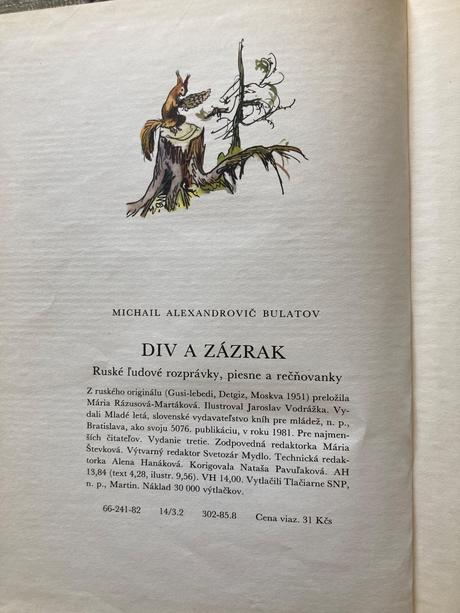 MICHAIL ALEXANDROVIČ BULATOV
DIV A ZÁZRAK
Ruské ľudové rozprávky, piesne a rečňovanky
Z ruského originálu (Gusi-lebedi, Detgiz, Moskva 1951) preložila
Mária Rázusová-Martáková. Ilustroval Jaroslav Vodrážka. Vy-
dali Mladé letá, slovenské vydavateľstvo kníh pre mládež, n. p.,
Bratislava, ako svoju 5076. publikáciu, v roku 1981. Pre najmen-
ších čitateľov. Vydanie tretie. Zodpovedná redaktorka Mária
Števková. Výtvarný redaktor Svetozár Mydlo. Technická redak-
torka Alena Hanáková. Korigovala Nataša Pavuľaková. AH
13,84 (text 4,28, ilustr. 9,56). VH 14,00. Vytlačili Tlačiarne SNP,
n. p., Martin. Náklad 30 000 výtlačkov.
66-241-82 14/3.2 302-85.8 Cena viaz. 31 Kčs